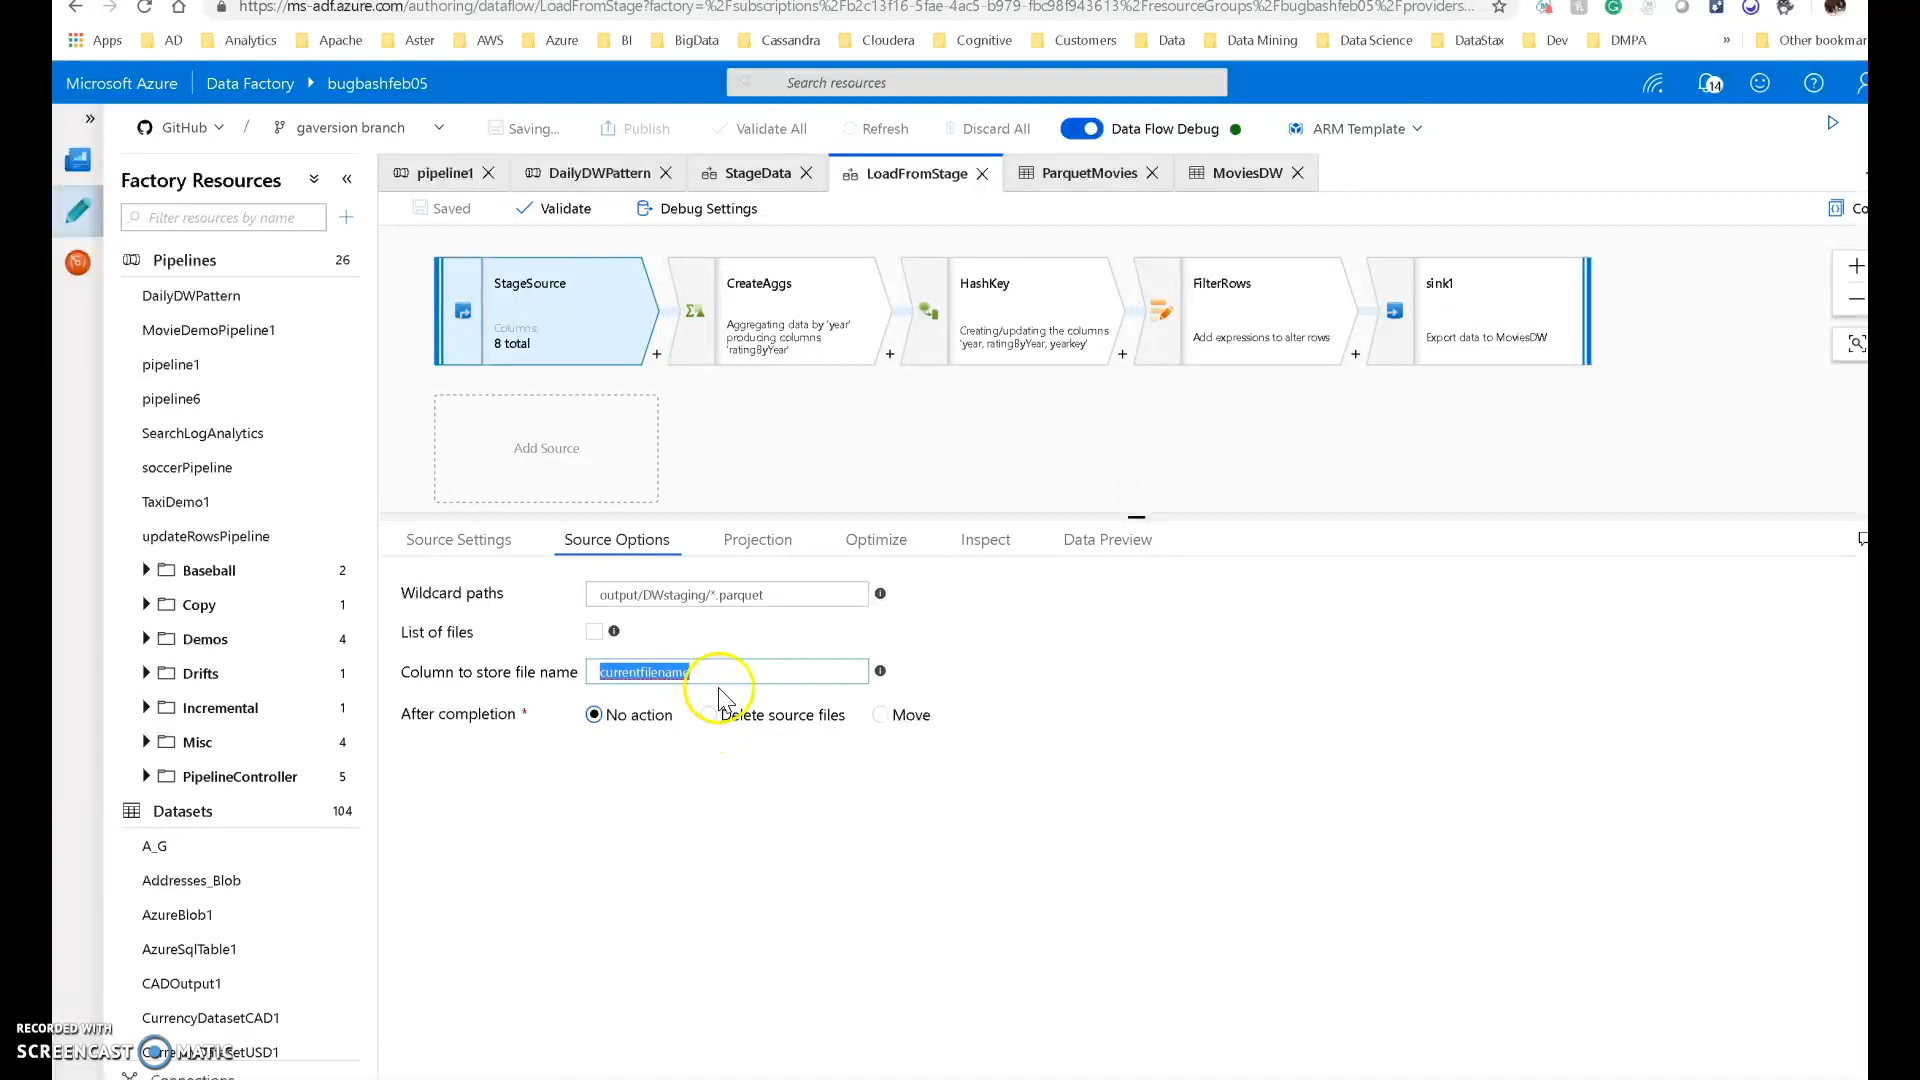 https://ms-adf.azure.com/authoring/dataflow/LoadFromStage?factory=%2Fsubscriptions%2Fb2c13f16-5fae-4ac5-b979-fbc98f943613%2FresourceGroups%2Fbugbashfeb05%2Fproviders...
Apps AD Analytics Apache Aster AWS Azure BI BigData Cassandra Cloudera Cognitive Customers Data Data Mining Data Science DataStax Dev DMPA » Other bookmar
Microsoft Azure Data Factory bugbashfeb05 Search resources 14
GitHub / gaversion branch Saving... Publish Validate All Refresh Discard All Data Flow Debug ARM Template
Factory Resources
pipeline1 DailyDWPattern StageData LoadFromStage ParquetMovies MoviesDW
Saved Validate Debug Settings Co
Filter resources by name
Pipelines 26
DailyDWPattern
MovieDemoPipeline1
pipeline1
pipeline6
SearchLogAnalytics
soccerPipeline
TaxiDemo1
updateRowsPipeline
Baseball 2
Copy 1
Demos 4
Drifts 1
Incremental 1
Misc 4
PipelineController 5
Datasets 104
A_G
Addresses_Blob
AzureBlob1
AzureSqlTable1
CADOutput1
CurrencyDatasetCAD1
StageSource
Columns:
8 total
CreateAggs
Aggregating data by 'year'
producing columns
'ratingByYear'
HashKey
Creating/updating the columns
'year, ratingByYear, yearkey'
FilterRows
Add expressions to alter rows
sink1
Export data to MoviesDW
Add Source
Source Settings Source Options Projection Optimize Inspect Data Preview
Wildcard paths output/DWstaging/*.parquet
List of files
Column to store file name currentfilename
After completion * No action Delete source files Move
RECORDED WITH
SCREENCAST MATIC